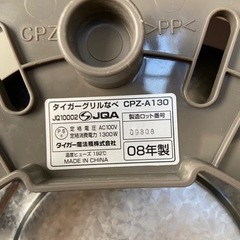 CPZ
>PP<
タイガーグリルなべ CPZ-A130
JQ10002 JQA 製造ロット番号
PSE 定格電圧 AC100V 09808
定格消費電力 1300W
タイガー魔法瓶株式会社
温度ヒューズ 192℃
MADE IN CHINA
08年製